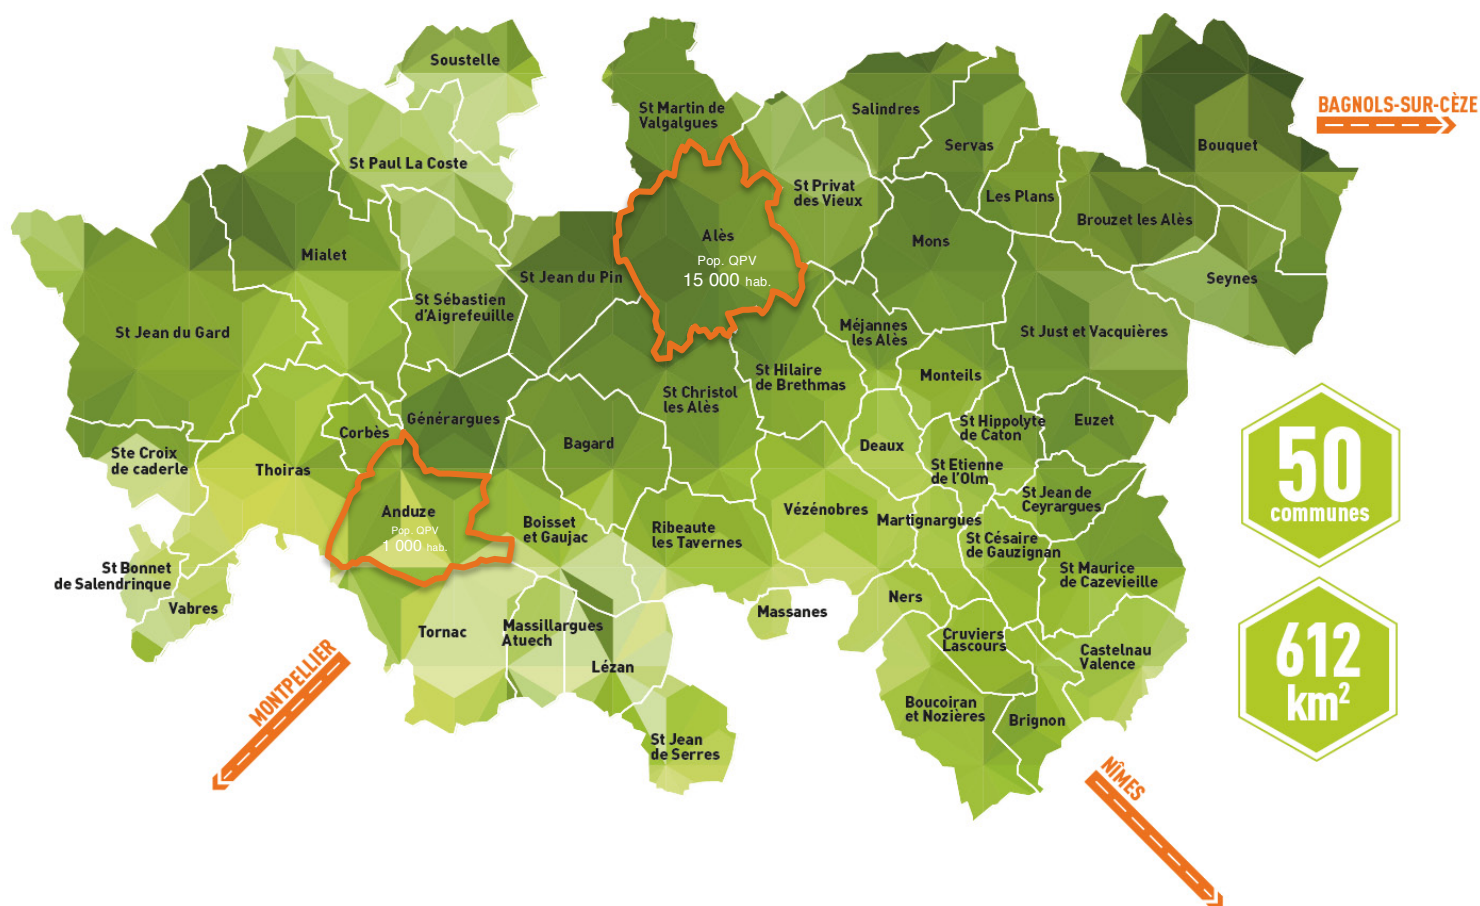 Soustelle
St Martin de
Valgalgues
Salindres
BAGNOLS-SUR-CÈZE
Servas
Bouquet
St Paul La Coste
St Privat
des Vieux
Les Plans
Brouzet les Alès
Alès
Pop. QPV
15 000 hab.
Mons
Mialet
St Jean du Pin
Seynes
St Sébastien
d'Aigrefeuille
St Jean du Gard
Méjannes
les Alès
St Just et Vacquières
St Hilaire
de Brethmas
Monteils
St Christol
les Alès
Générargues
Corbès
Bagard
Deaux
St Hippolyte
de Caton
Euzet
50
communes
Ste Croix
de caderle
Thoiras
St Etienne
de l'Olm
St Jean de
Ceyrargues
Anduze
Pop. QPV
1 000 hab.
Boisset
et Gaujac
Ribeaute
les Tavernes
Vézénobres
Martignargues
St Césaire
de Gauzignan
St Maurice
de Cazevieille
St Bonnet
de Salendrinque
Vabres
Massanes
Ners
Tornac
Massillargues
Atuech
Lézan
Cruviers
Lascours
Castelnau
Valence
612
km²
MONTPELLIER
Boucoiran
et Nozières
Brignon
St Jean
de Serres
NÎMES